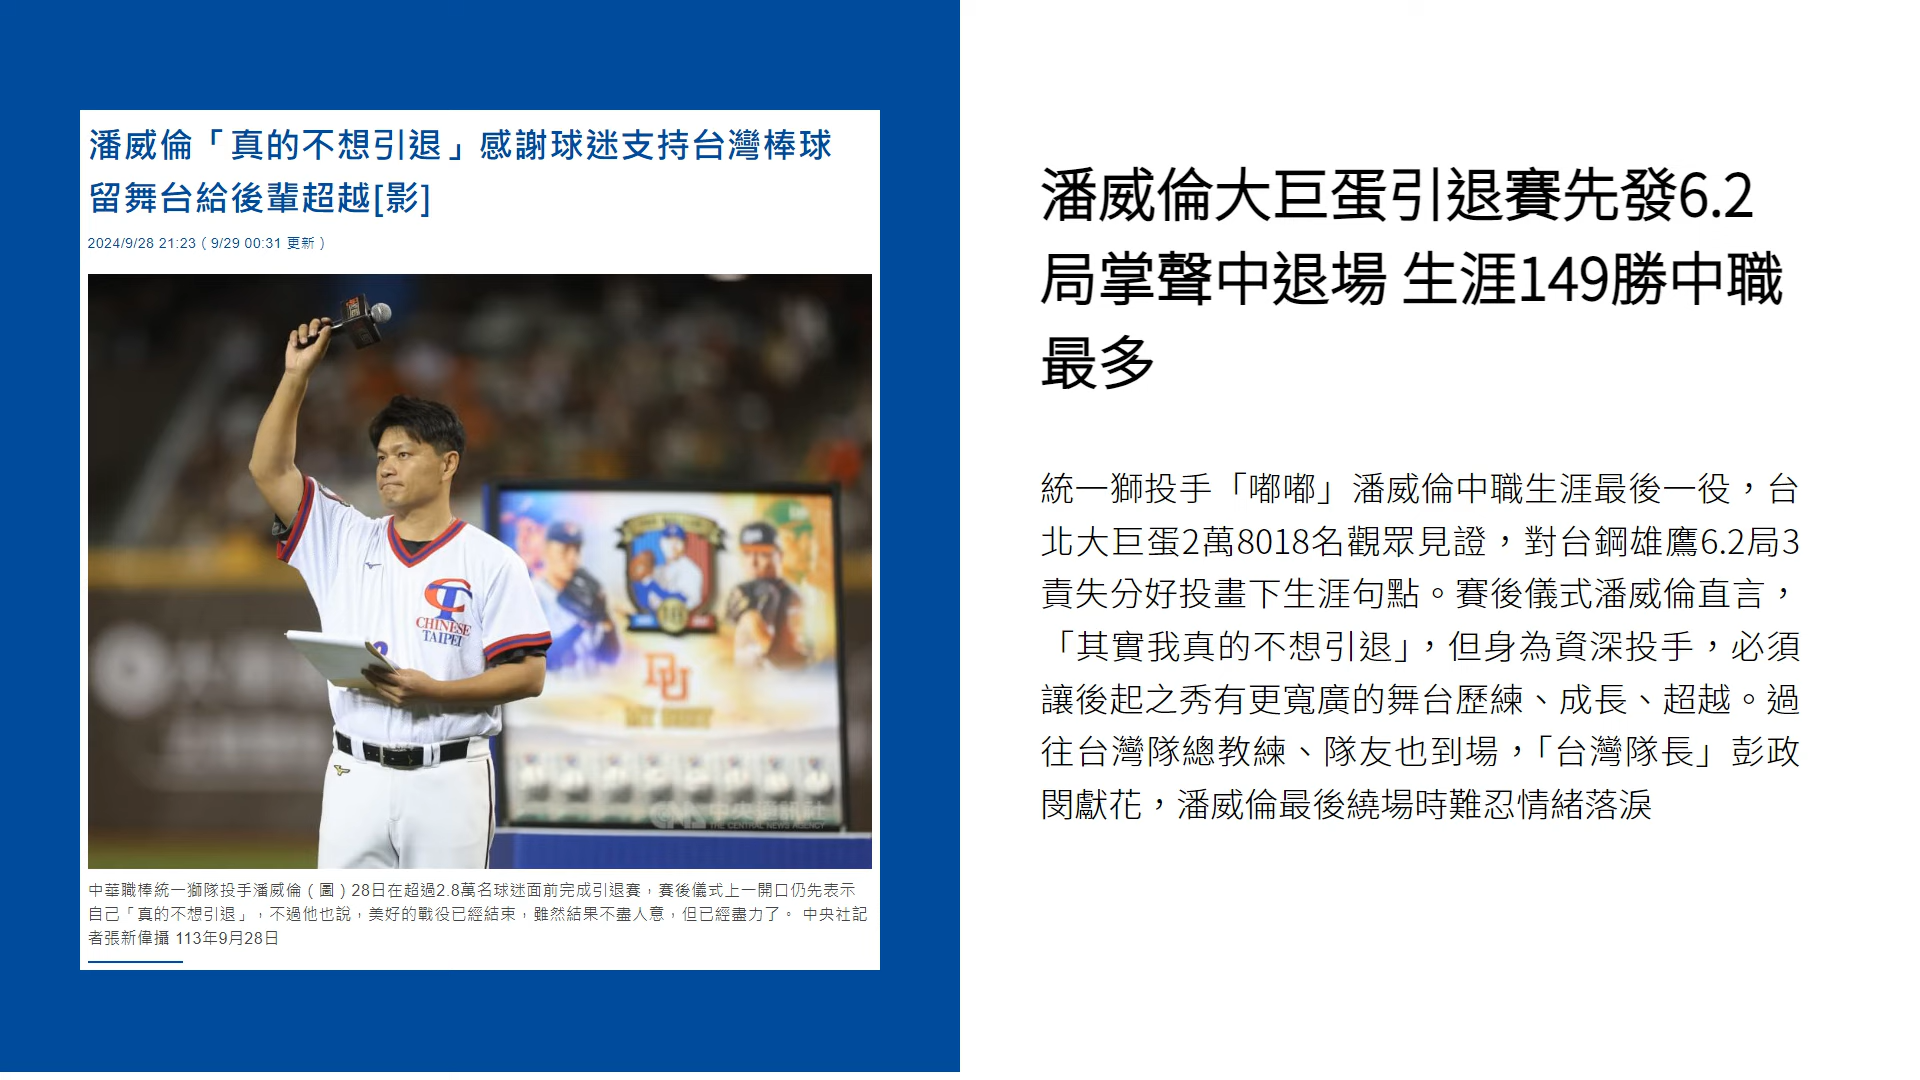 潘威倫「真的不想引退」感謝球迷支持台灣棒球
留舞台給後輩超越[影]
2024/9/28 21:23（9/29 00:31 更新）
CHINESE
TAIPEI
中央通訊社
THE CENTRAL NEWS AGENCY
中華職棒統一獅隊投手潘威倫（圖）28日在超過2.8萬名球迷面前完成引退賽，賽後儀式上一開口仍先表示
自己「真的不想引退」，不過他也說，美好的戰役已經結束，雖然結果不盡人意，但已經盡力了。 中央社記
者張新偉攝 113年9月28日
潘威倫大巨蛋引退賽先發6.2
局掌聲中退場 生涯149勝中職
最多
統一獅投手「嘟嘟」潘威倫中職生涯最後一役，台
北大巨蛋2萬8018名觀眾見證，對台鋼雄鷹6.2局3
責失分好投畫下生涯句點。賽後儀式潘威倫直言，
「其實我真的不想引退」，但身為資深投手，必須
讓後起之秀有更寬廣的舞台歷練、成長、超越。過
往台灣隊總教練、隊友也到場，「台灣隊長」彭政
閔獻花，潘威倫最後繞場時難忍情緒落淚